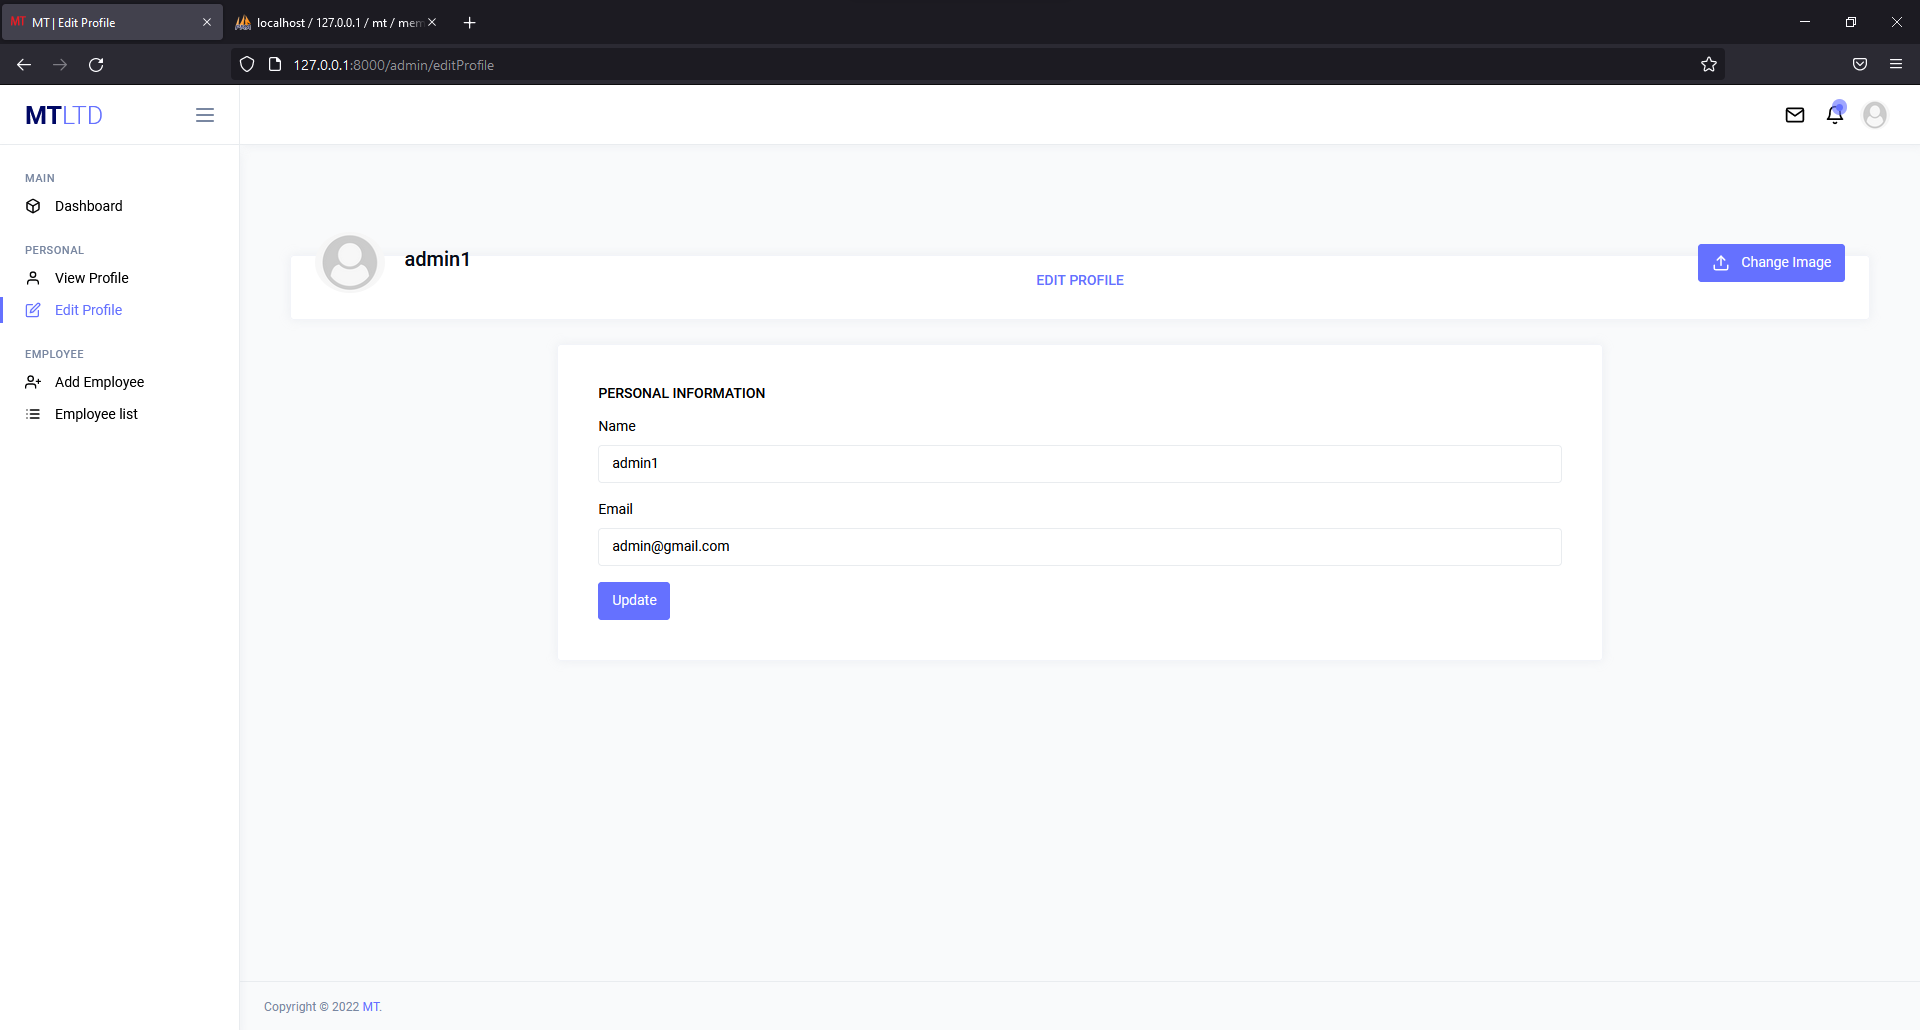 MT MT | Edit Profile
localhost / 127.0.0.1 / mt / mem
127.0.0.1:8000/admin/editProfile
MTLTD
MAIN
Dashboard
PERSONAL
View Profile
Edit Profile
EMPLOYEE
Add Employee
Employee list
admin1
EDIT PROFILE
Change Image
PERSONAL INFORMATION
Name
admin1
Email
admin@gmail.com
Update
Copyright © 2022 MT.